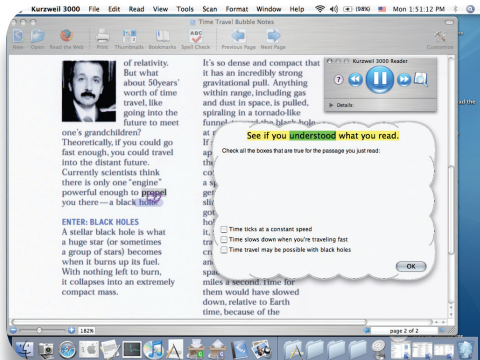 Kurzweil 3000 File Edit Read View Tools Scan Format Window Help (98%) Mon 1:51:12 PM
Time Travel Bubble Notes
New Open Read the Web Print Thumbnails Bookmarks Spell Check Previous Page Next Page Customize
Kurzweil 3000 Reader
Details
of relativity.
But what
about 50years'
worth of time
travel, like
going into the
future to meet
one's grandchildren?
Theoretically, if you could go
fast enough, you could travel
into the distant future.
Currently scientists think
there is only one "engine"
powerful enough to propel
you there—a black hole.
ENTER: BLACK HOLES
A stellar black hole is what
a huge star (or sometimes
a group of stars) becomes
when it burns up its fuel.
With nothing left to burn,
it collapses into an extremely
compact mass.
It's so dense and compact that
it has an incredibly strong
gravitational pull. Anything
within range, including gas
and dust in space, is pulled,
spiraling in a tornado-like
funnel
miles a second. Time for
them would have slowed
down, relative to Earth
time, because of the
See if you understood what you read.
Check all the boxes that are true for the passage you just read:
Time ticks at a constant speed
Time slows down when you're traveling fast
Time travel may be possible with black holes
OK
182%
page 2 of 2